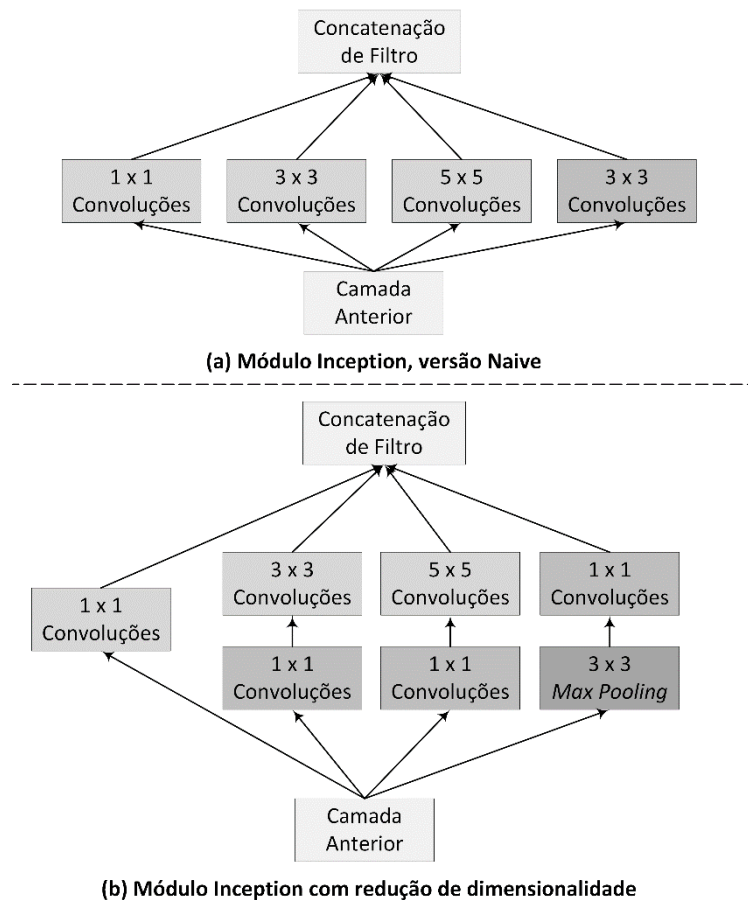 Concatenação
de Filtro
1 x 1
Convoluções
3 x 3
Convoluções
5 x 5
Convoluções
3 x 3
Convoluções
Camada
Anterior
(a) Módulo Inception, versão Naive
Concatenação
de Filtro
3 x 3
Convoluções
5 x 5
Convoluções
1 x 1
Convoluções
1 x 1
Convoluções
1 x 1
Convoluções
1 x 1
Convoluções
3 x 3
Max Pooling
Camada
Anterior
(b) Módulo Inception com redução de dimensionalidade